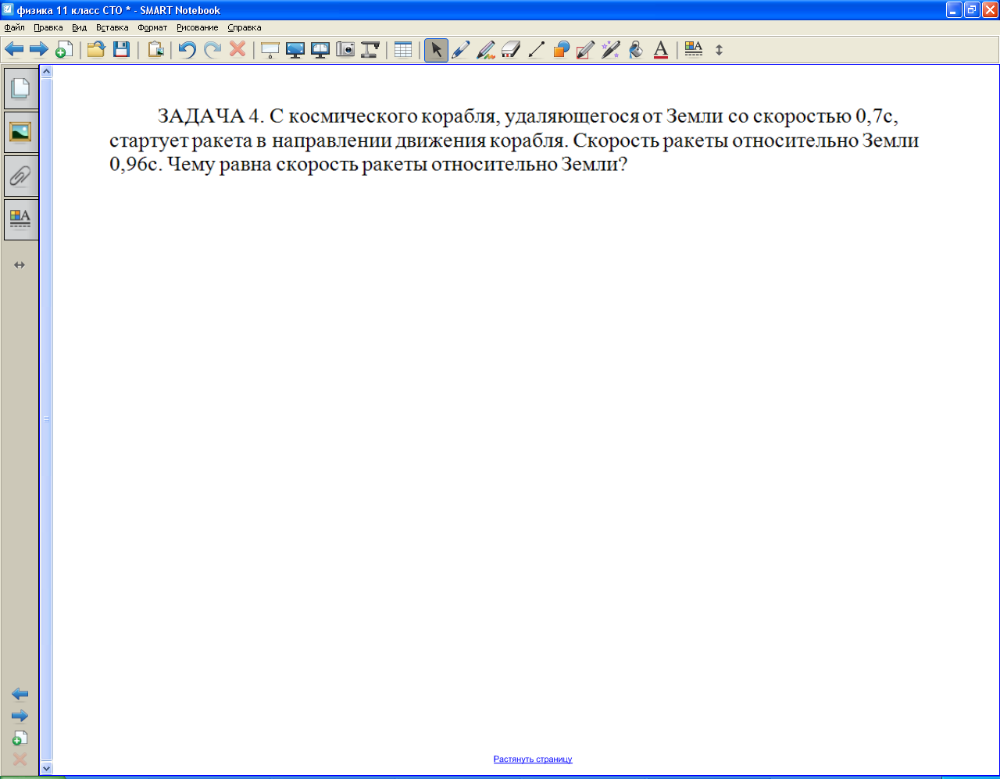 физика 11 класс СТО * - SMART Notebook
Файл Правка Вид Вставка Формат Рисование Справка
ЗАДАЧА 4. С космического корабля, удаляющегося от Земли со скоростью 0,7с,
стартует ракета в направлении движения корабля. Скорость ракеты относительно Земли
0,96с. Чему равна скорость ракеты относительно Земли?
Растянуть страницу